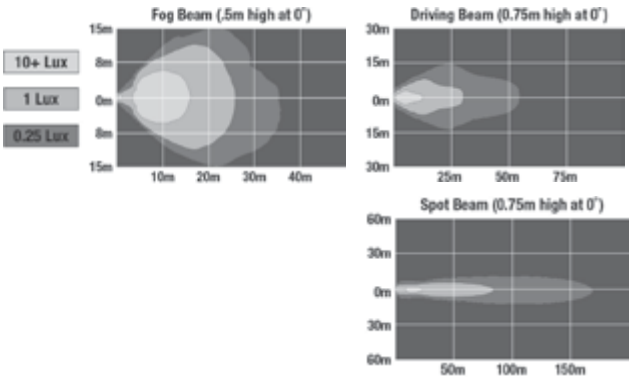 Fog Beam (.5m high at 0°)
15m
8m
0m
8m
15m
10m 20m 30m 40m
10+ Lux
1 Lux
0.25 Lux
Driving Beam (0.75m high at 0°)
30m
15m
0m
15m
30m
25m 50m 75m
Spot Beam (0.75m high at 0°)
60m
30m
0m
30m
60m
50m 100m 150m